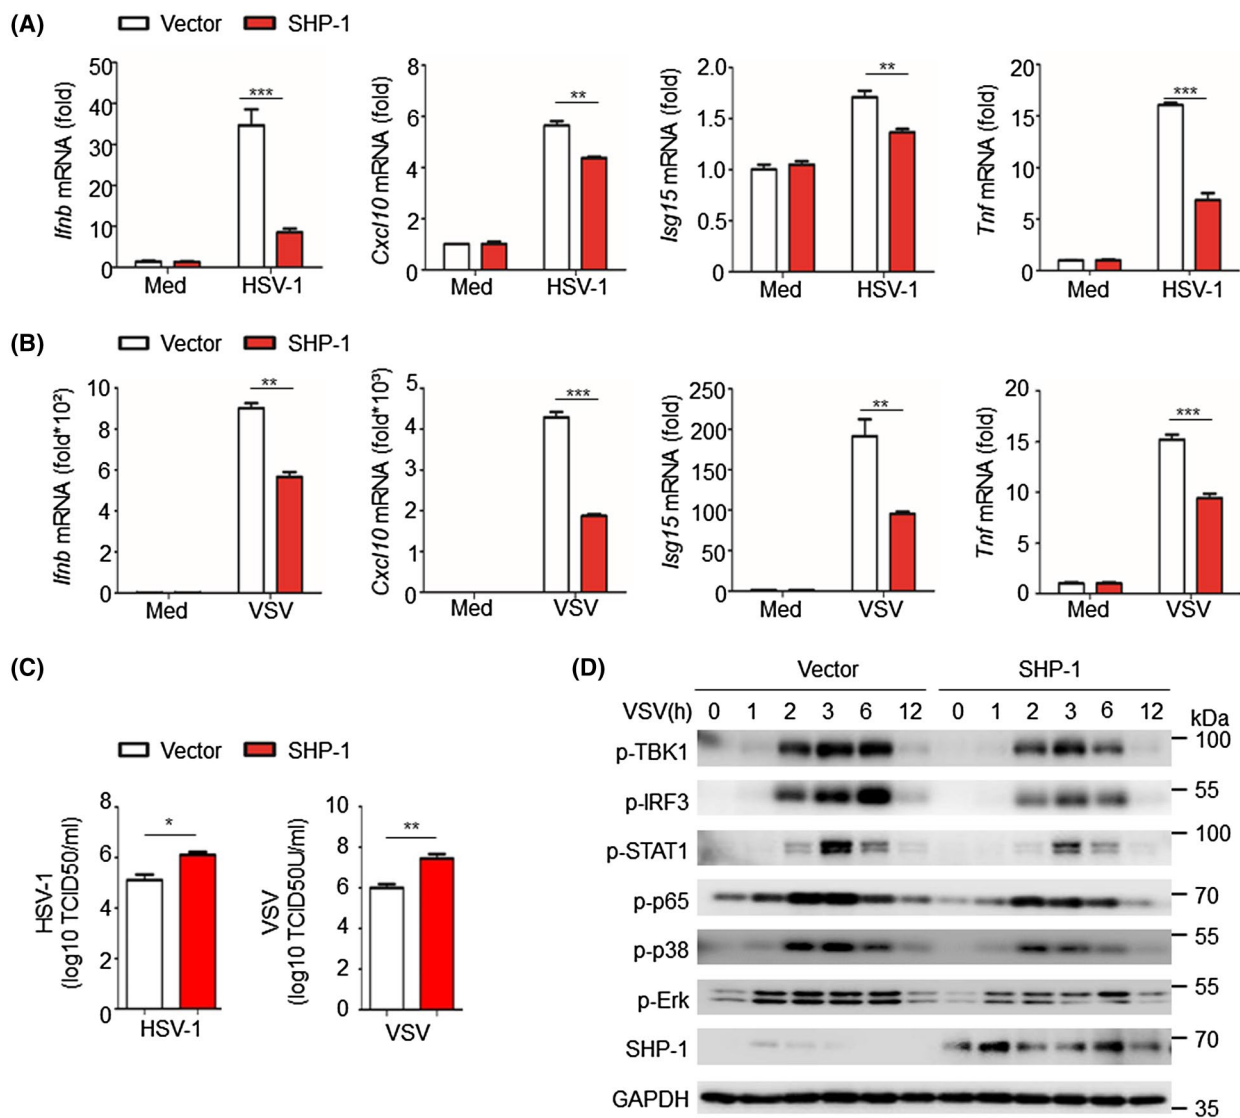 (A)
Vector SHP-1
Ifnb mRNA (fold)
50
40
30
20
10
0
Med HSV-1
***
Cxcl10 mRNA (fold)
8
6
4
2
0
Med HSV-1
**
Isg15 mRNA (fold)
2.0
1.5
1.0
0.5
0
Med HSV-1
**
Tnf mRNA (fold)
20
15
10
5
0
Med HSV-1
***
(B)
Vector SHP-1
Ifnb mRNA (fold*10²)
10
8
6
4
2
0
Med VSV
**
Cxcl10 mRNA (fold*10³)
5
4
3
2
1
0
Med VSV
***
Isg15 mRNA (fold)
250
200
150
100
50
0
Med VSV
**
Tnf mRNA (fold)
20
15
10
5
0
Med VSV
***
(C)
Vector SHP-1
HSV-1
(log10 TCID50/ml)
8
6
4
2
0
HSV-1
*
VSV
(log10 TCID50U/ml)
10
8
6
4
2
0
VSV
**
(D)
Vector SHP-1
VSV(h) 0 1 2 3 6 12 0 1 2 3 6 12 kDa
p-TBK1 100
p-IRF3 55
p-STAT1 100
p-p65 70
p-p38 55
p-Erk 55
SHP-1 70
GAPDH 35